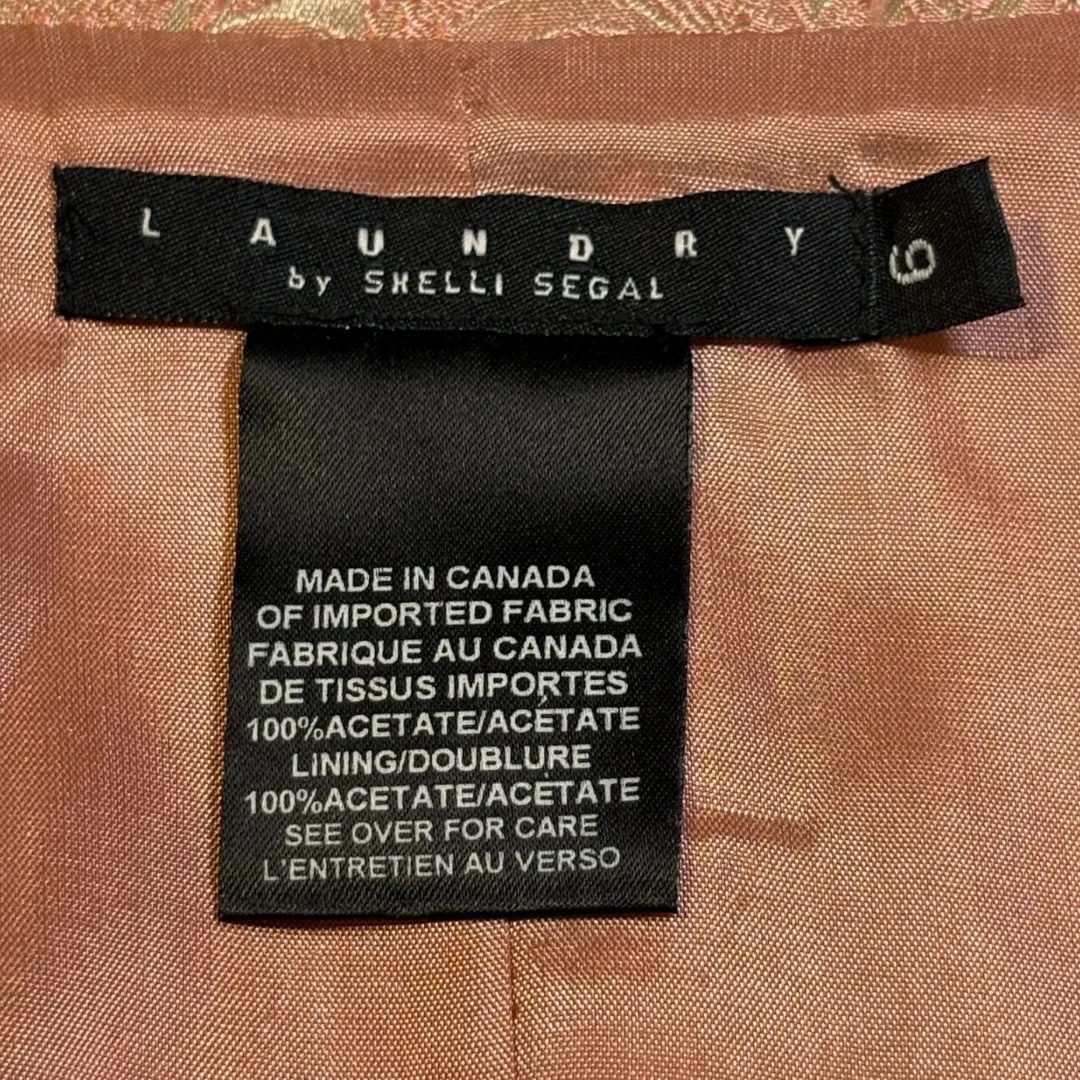 LAUNDRY
by SHELLI SEGAL
6
MADE IN CANADA
OF IMPORTED FABRIC
FABRIQUE AU CANADA
DE TISSUS IMPORTES
100%ACETATE/ACÉTATE
LINING/DOUBLURE
100%ACETATE/ACÉTATE
SEE OVER FOR CARE
L'ENTRETIEN AU VERSO